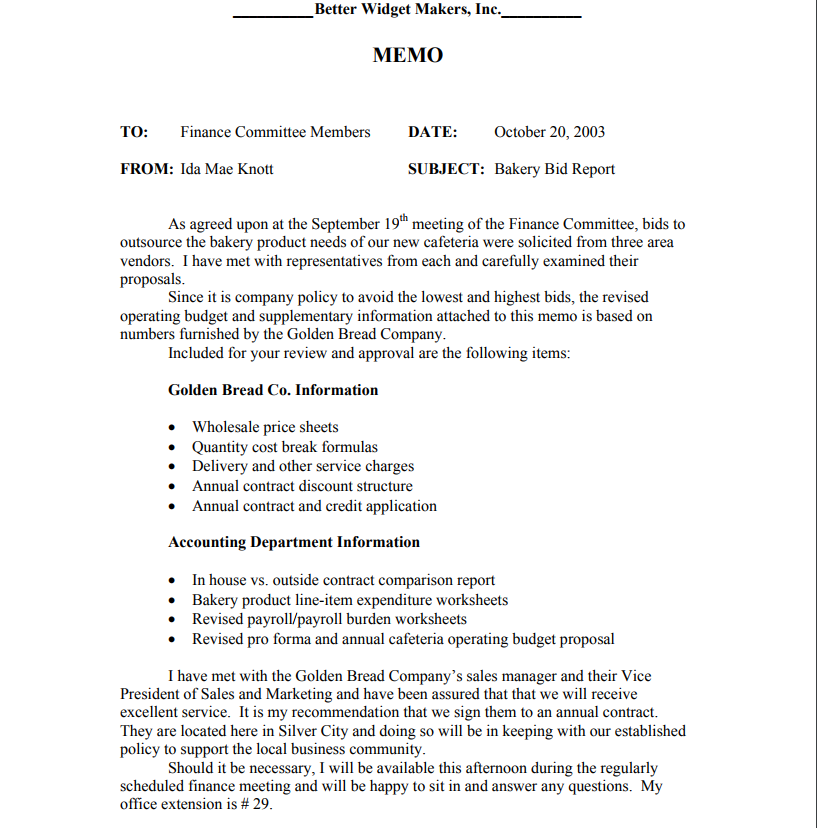 __________Better Widget Makers, Inc.__________
MEMO
TO: Finance Committee Members DATE: October 20, 2003
FROM: Ida Mae Knott SUBJECT: Bakery Bid Report
As agreed upon at the September 19th meeting of the Finance Committee, bids to
outsource the bakery product needs of our new cafeteria were solicited from three area
vendors. I have met with representatives from each and carefully examined their
proposals.
Since it is company policy to avoid the lowest and highest bids, the revised
operating budget and supplementary information attached to this memo is based on
numbers furnished by the Golden Bread Company.
Included for your review and approval are the following items:
Golden Bread Co. Information
• Wholesale price sheets
• Quantity cost break formulas
• Delivery and other service charges
• Annual contract discount structure
• Annual contract and credit application
Accounting Department Information
• In house vs. outside contract comparison report
• Bakery product line-item expenditure worksheets
• Revised payroll/payroll burden worksheets
• Revised pro forma and annual cafeteria operating budget proposal
I have met with the Golden Bread Company’s sales manager and their Vice
President of Sales and Marketing and have been assured that that we will receive
excellent service. It is my recommendation that we sign them to an annual contract.
They are located here in Silver City and doing so will be in keeping with our established
policy to support the local business community.
Should it be necessary, I will be available this afternoon during the regularly
scheduled finance meeting and will be happy to sit in and answer any questions. My
office extension is # 29.